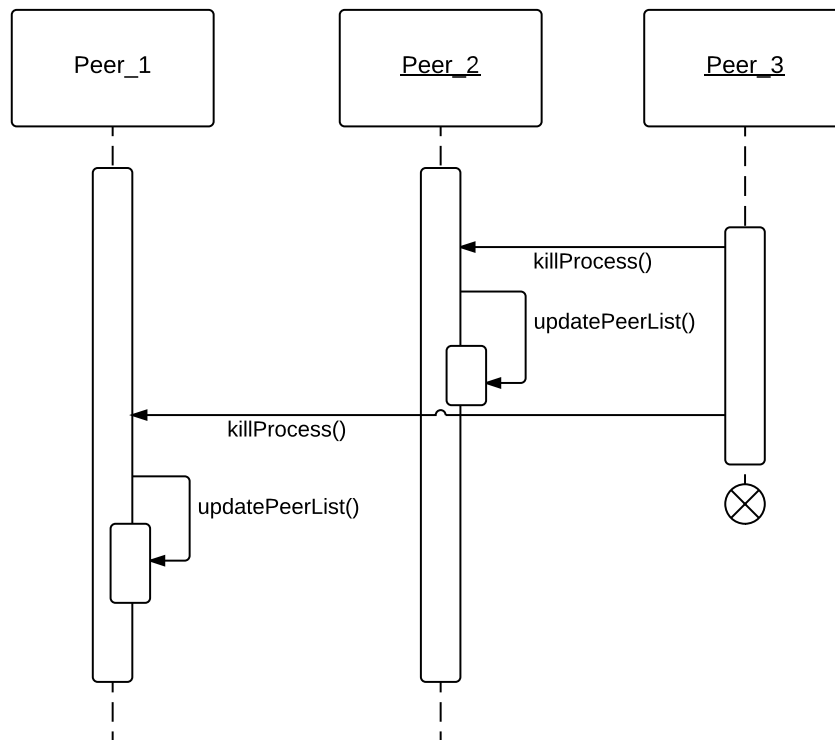 Peer_1
Peer_2
Peer_3
killProcess()
updatePeerList()
killProcess()
updatePeerList()